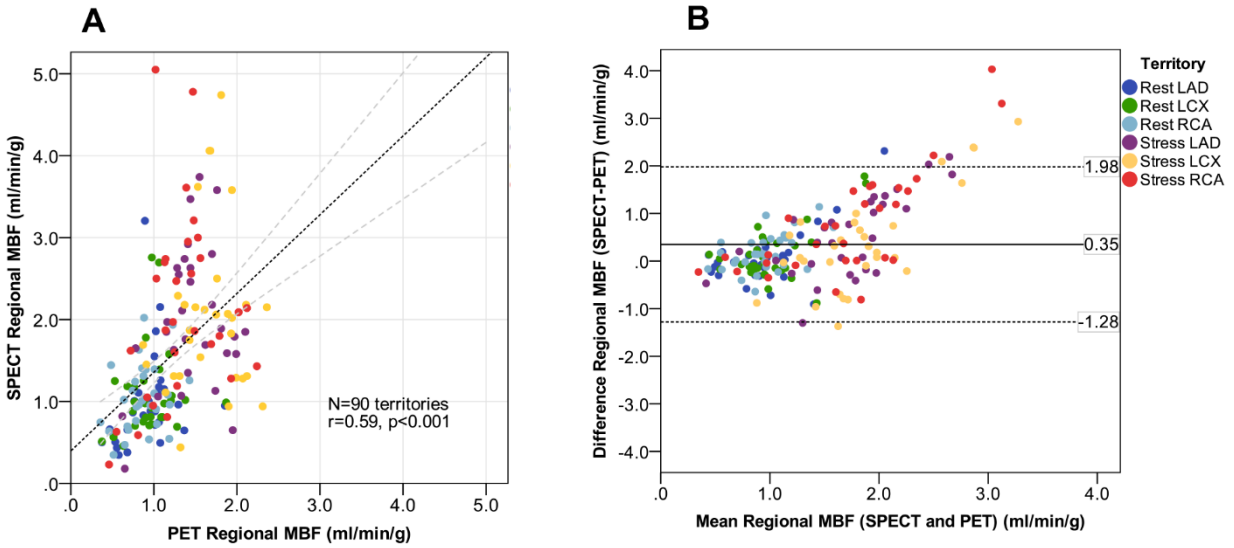 A
SPECT Regional MBF (ml/min/g)
5.0
4.0
3.0
2.0
1.0
.0
N=90 territories
r=0.59, p<0.001
.0 1.0 2.0 3.0 4.0 5.0
PET Regional MBF (ml/min/g)
B
Difference Regional MBF (SPECT-PET) (ml/min/g)
4.0
3.0
2.0
1.0
.0
-1.0
-2.0
-3.0
-4.0
1.98
0.35
-1.28
.0 1.0 2.0 3.0 4.0
Mean Regional MBF (SPECT and PET) (ml/min/g)
Territory
Rest LAD
Rest LCX
Rest RCA
Stress LAD
Stress LCX
Stress RCA